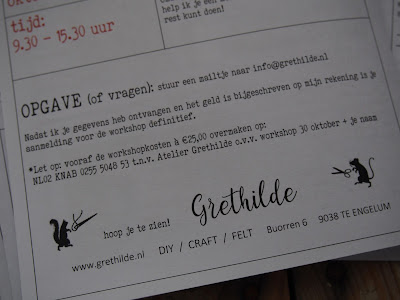 tijd:
9.30 - 15.30 uur
help ik je een
rest kunt doen!
OPGAVE (of vragen): stuur een mailtje naar info@grethilde.nl
Nadat ik je gegevens heb ontvangen en het geld is bijgeschreven op mijn rekening is je
aanmelding voor de workshop definitief.
*Let op: vooraf de workshopkosten à €25,00 overmaken op:
NL02 KNAB 0255 5048 53 t.n.v. Atelier Grethilde o.v.v. workshop 30 oktober + je naam
hoop je te zien!
Grethilde
www.grethilde.nl DIY / CRAFT / FELT Buorren 6 9038 TE ENGELUM